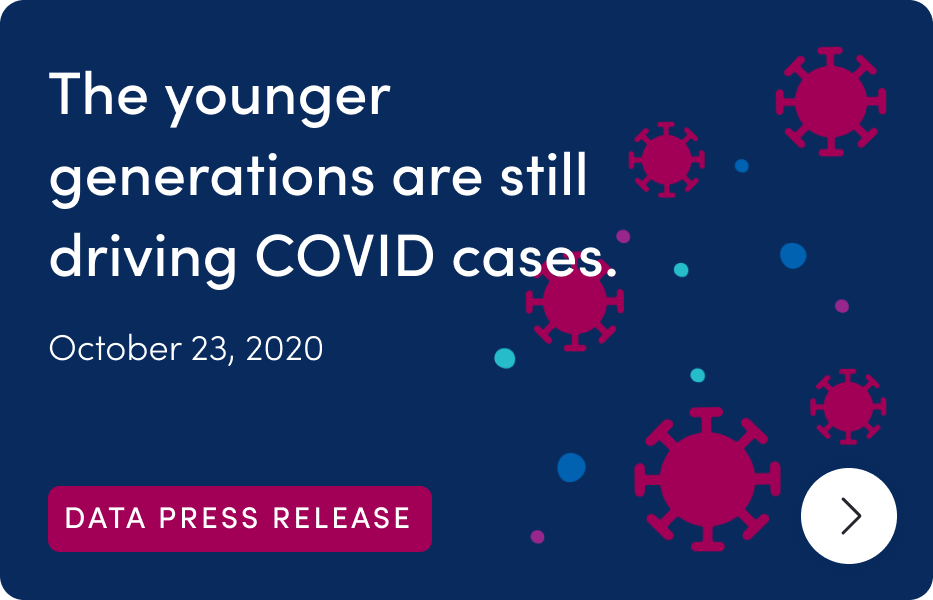 The younger
generations are still
driving COVID cases.
October 23, 2020
DATA PRESS RELEASE